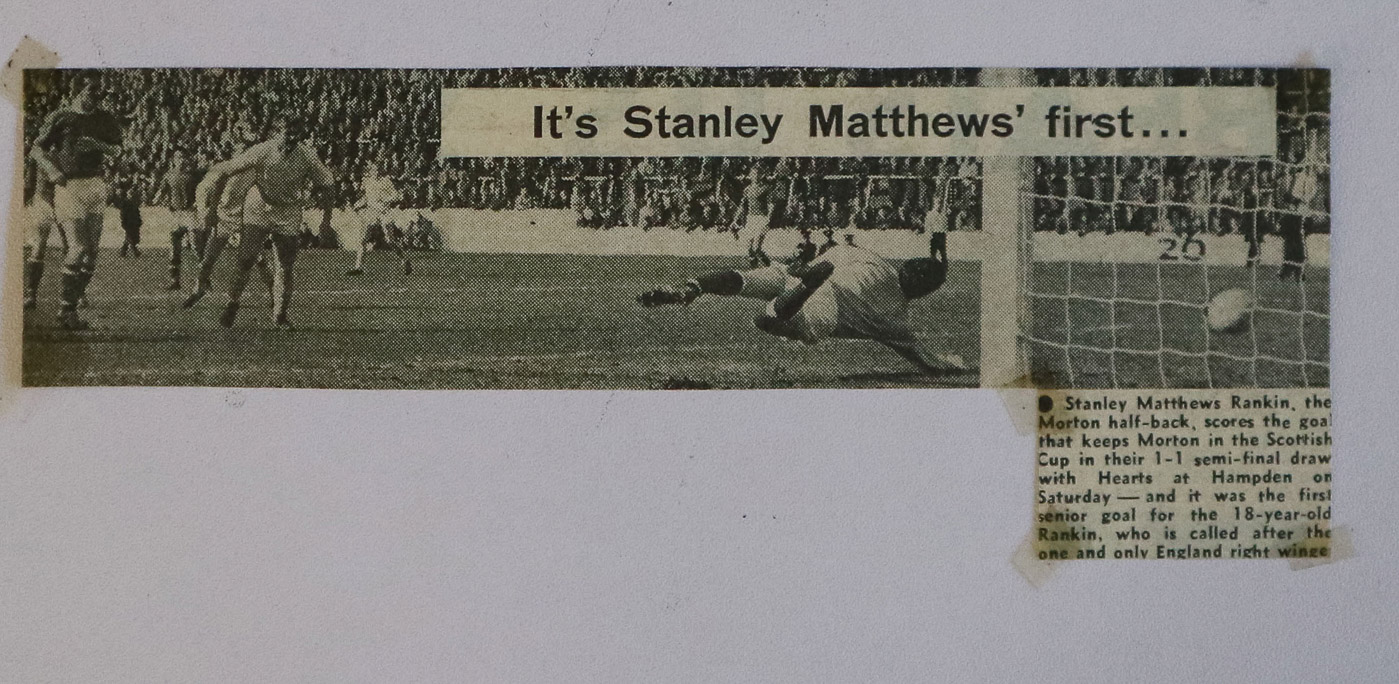 It's Stanley Matthews' first...
26
● Stanley Matthews Rankin, the
Morton half-back, scores the goal
that keeps Morton in the Scottish
Cup in their 1-1 semi-final draw
with Hearts at Hampden on
Saturday — and it was the first
senior goal for the 18-year-old
Rankin, who is called after the
one and only England right winge